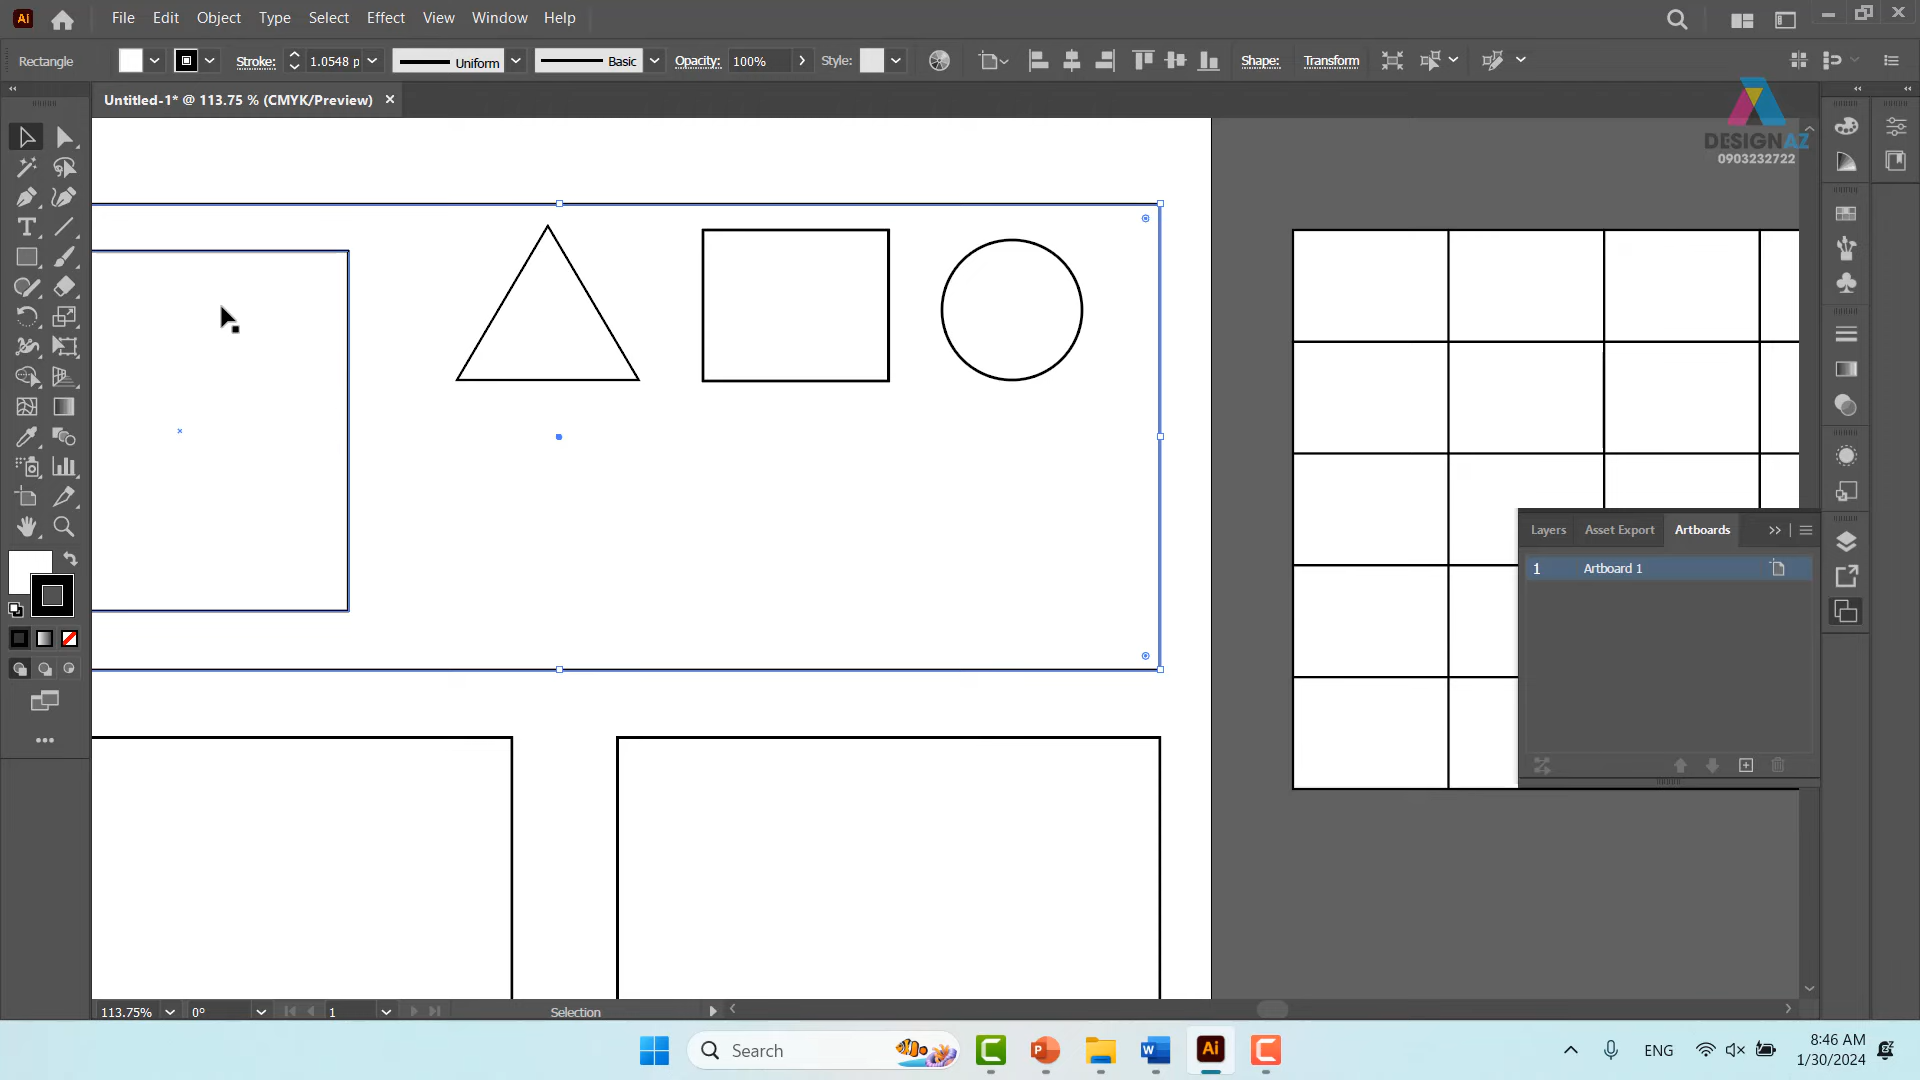 Ai File Edit Object Type Select Effect View Window Help
Rectangle Stroke: 1.0548 p Uniform Basic Opacity: 100% Style: Shape: Transform
Untitled-1* @ 113.75 % (CMYK/Preview) ×
DESIGN AZ
0903232722
Layers Asset Export Artboards
1 Artboard 1
113.75% 0° 1 Selection
Search
W Ai
ENG
8:46 AM
1/30/2024